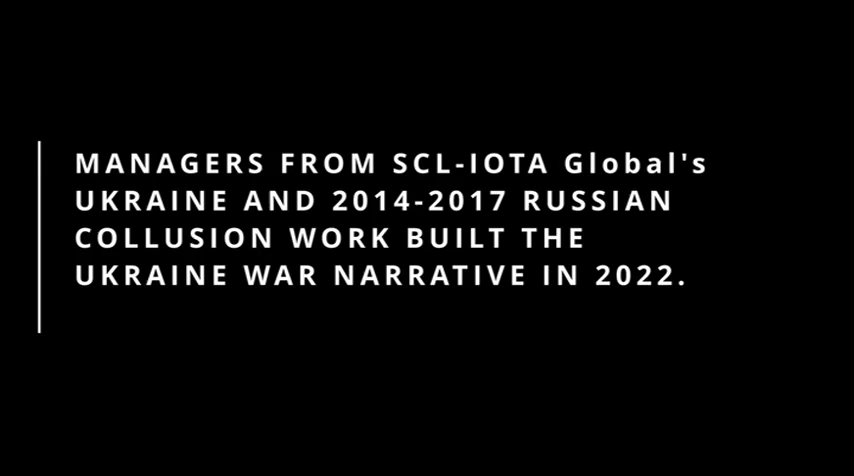 MANAGERS FROM SCL-IOTA Global's
UKRAINE AND 2014-2017 RUSSIAN
COLLUSION WORK BUILT THE
UKRAINE WAR NARRATIVE IN 2022.